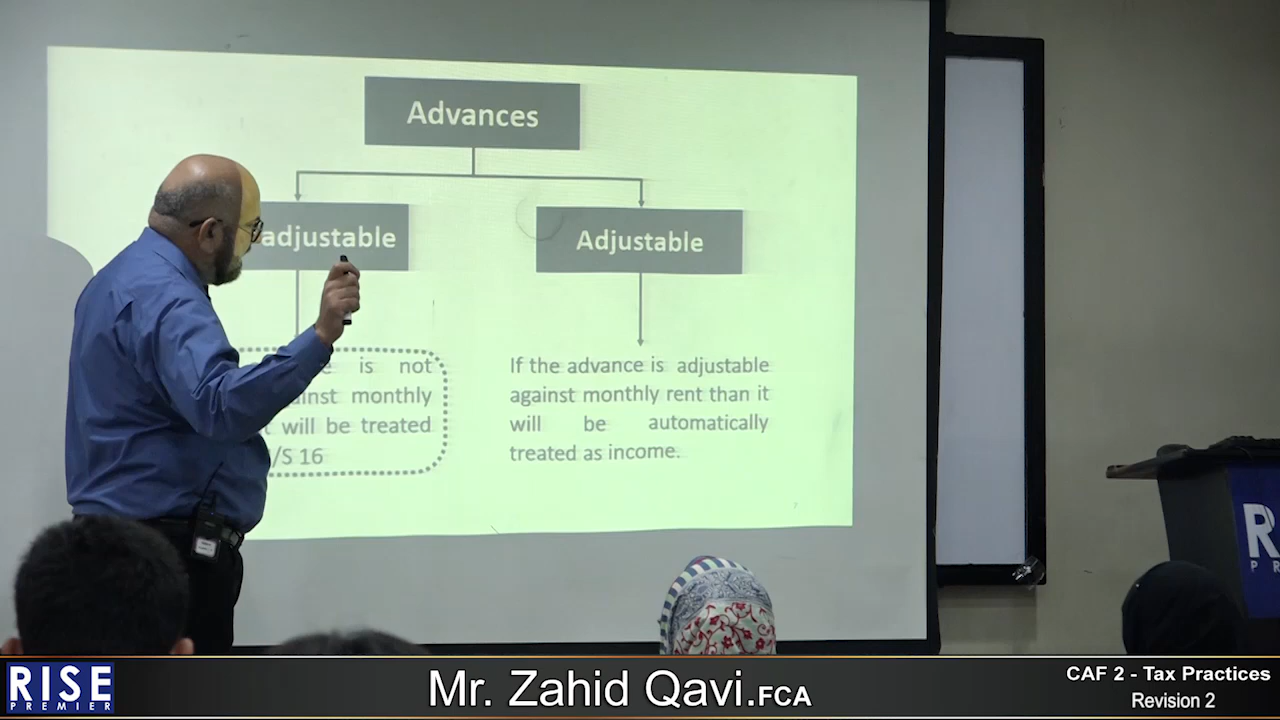 Advances
adjustable
Adjustable
is not
monthly
will be treated
/S 16
If the advance is adjustable
against monthly rent than it
will be automatically
treated as income.
7
R
P R
RISE
PREMIER
Mr. Zahid Qavi.FCA
CAF 2 - Tax Practices
Revision 2